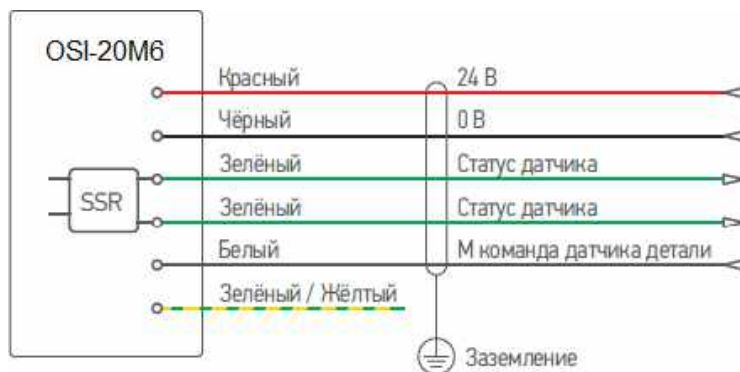 OSI-20M6
Красный 24 В
Чёрный 0 В
Зелёный Статус датчика
SSR
Зелёный Статус датчика
Белый М команда датчика детали
Зелёный / Жёлтый
Заземление